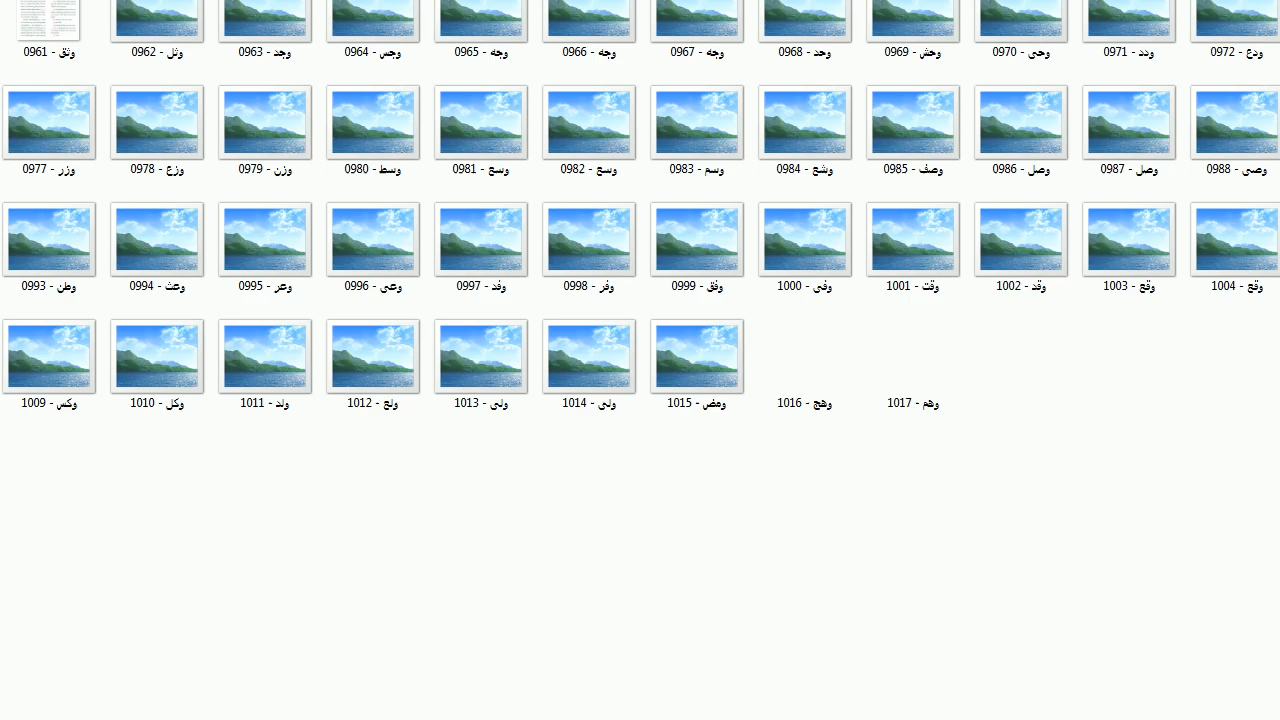 0961 - وثق 0962 - وثل 0963 - وجد 0964 - وجس 0965 - وجه 0966 - وجه 0967 - وجه 0968 - وحد 0969 - وحش 0970 - وحى 0971 - ودد 0972 - ودع
0977 - وزر 0978 - وزع 0979 - وزن 0980 - وسط 0981 - وسع 0982 - وسع 0983 - وسم 0984 - وشع 0985 - وصف 0986 - وصل 0987 - وصل 0988 - وصى
0993 - وطن 0994 - وعث 0995 - وعر 0996 - وعى 0997 - وفد 0998 - وفر 0999 - وفق 1000 - وفى 1001 - وقت 1002 - وقد 1003 - وقع 1004 - وقع
1009 - وكس 1010 - وكل 1011 - ولد 1012 - ولع 1013 - ولى 1014 - ولى 1015 - ومض 1016 - وهج 1017 - وهم